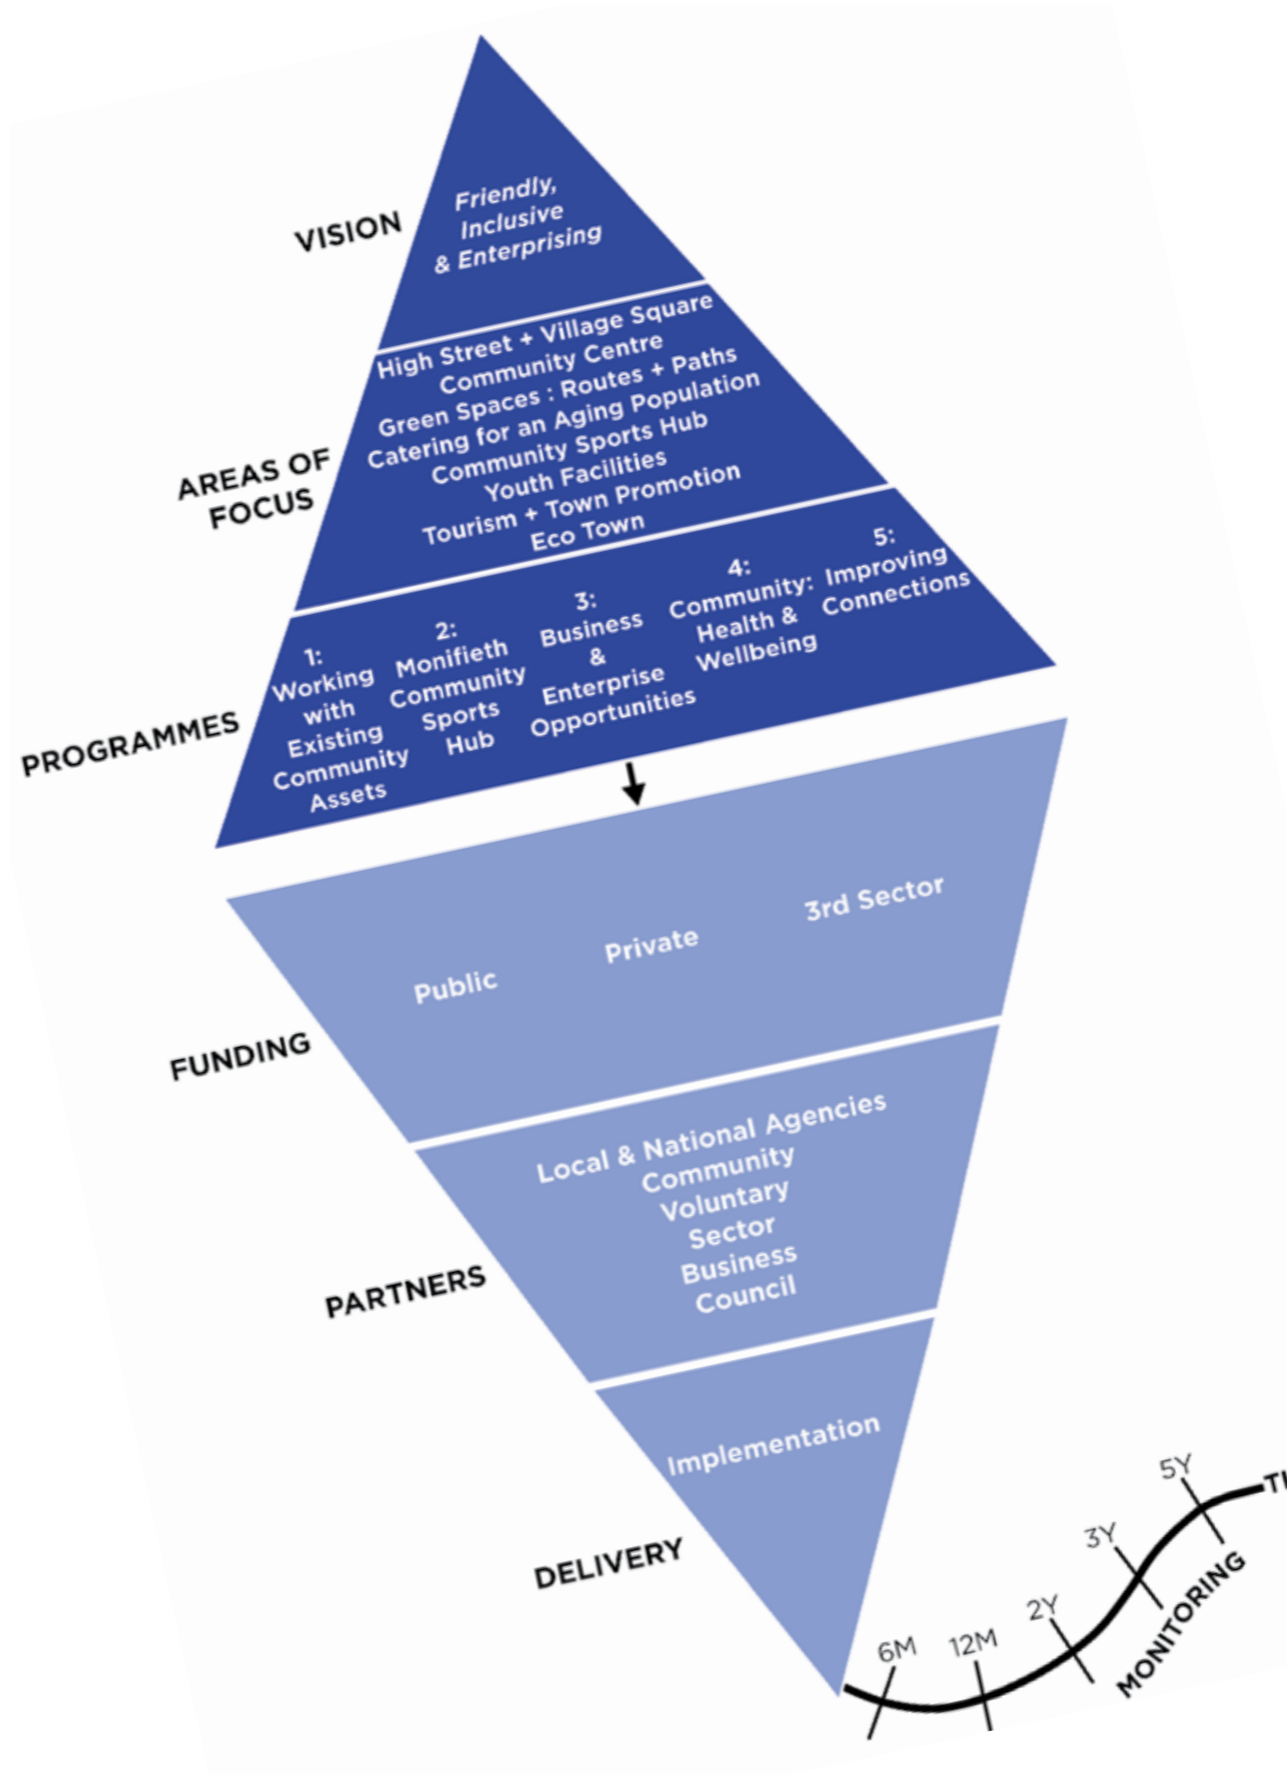 VISION
Friendly,
Inclusive
& Enterprising
AREAS OF
FOCUS
High Street + Village Square
Community Centre
Green Spaces : Routes + Paths
Catering for an Aging Population
Community Sports Hub
Youth Facilities
Tourism + Town Promotion
Eco Town
PROGRAMMES
1:
Working
with
Existing
Community
Assets
2:
Monifieth
Community
Sports
Hub
3:
Business
&
Enterprise
Opportunities
4:
Community:
Health &
Wellbeing
5:
Improving
Connections
FUNDING
Public
Private
3rd Sector
PARTNERS
Local & National Agencies
Community
Voluntary
Sector
Business
Council
DELIVERY
Implementation
6M
12M
2Y
3Y
5Y
MONITORING